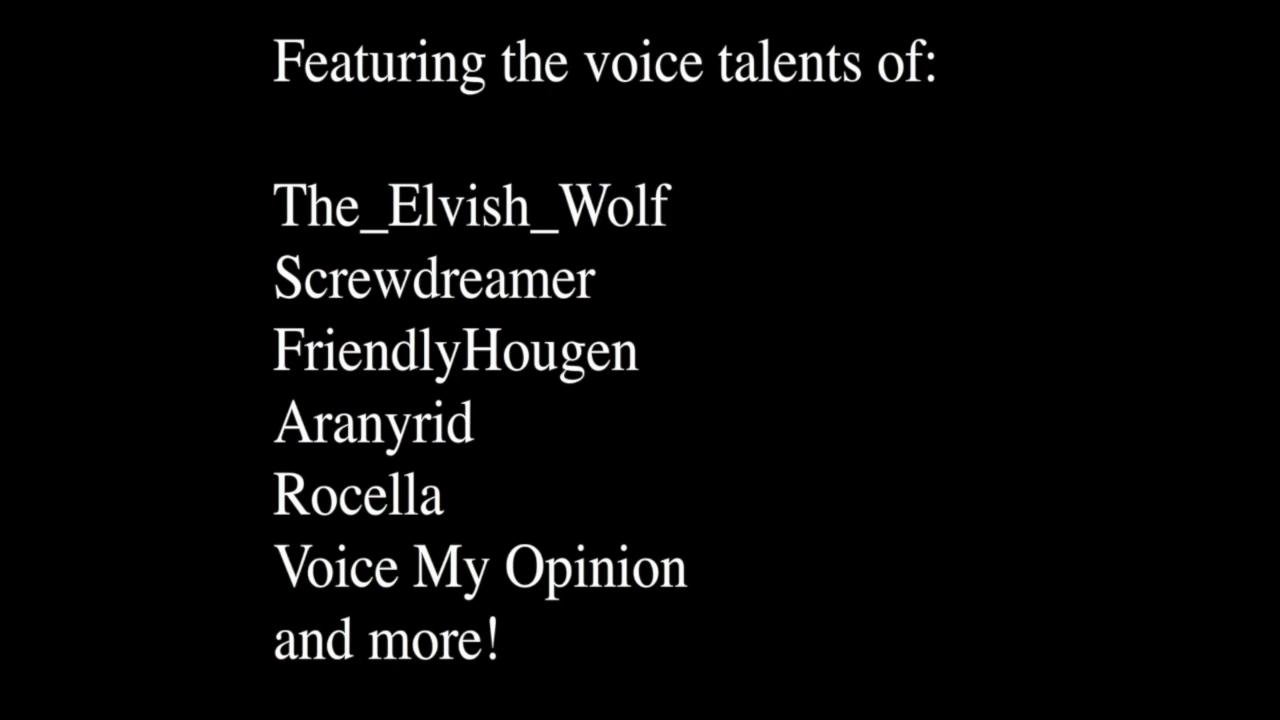 Featuring the voice talents of:
The_Elvish_Wolf
Screwdreamer
FriendlyHougen
Aranyrid
Rocella
Voice My Opinion
and more!